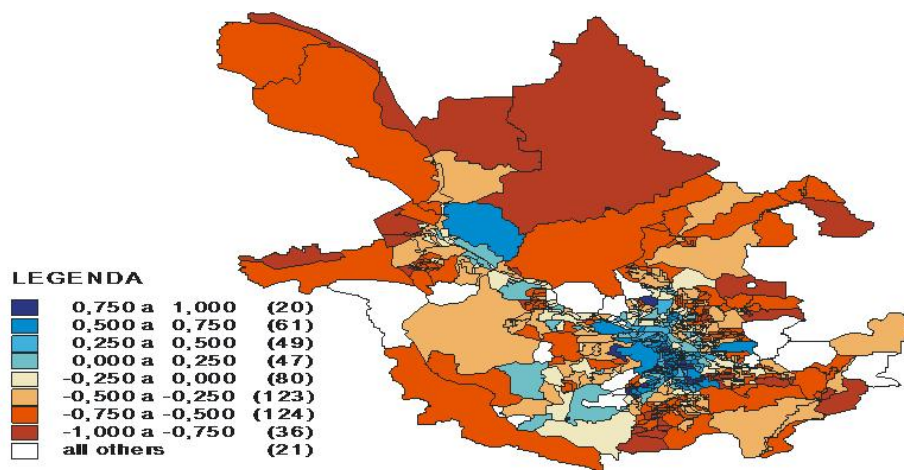 LEGENDA
0,750 a 1,000 (20)
0,500 a 0,750 (61)
0,250 a 0,500 (49)
0,000 a 0,250 (47)
-0,250 a 0,000 (80)
-0,500 a -0,250 (123)
-0,750 a -0,500 (124)
-1,000 a -0,750 (36)
all others (21)